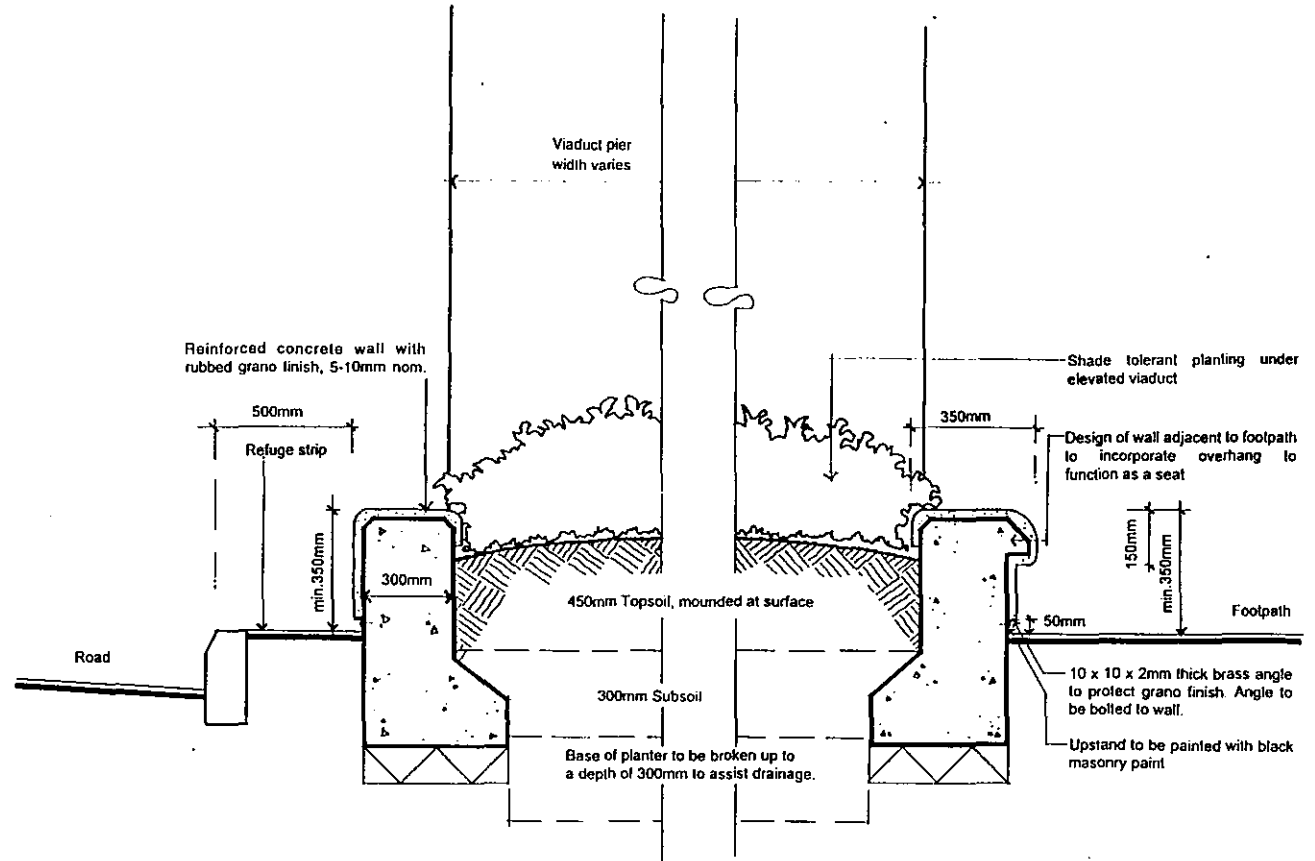 Viaduct pier
width varies
Reinforced concrete wall with
rubbed grano finish, 5-10mm nom.
500mm
Refuge strip
min.350mm
300mm
Road
Shade tolerant planting under
elevated viaduct
350mm
Design of wall adjacent to footpath
to incorporate overhang to
function as a seat
150mm
min.350mm
Footpath
50mm
450mm Topsoil, mounded at surface
300mm Subsoil
10 x 10 x 2mm thick brass angle
to protect grano finish. Angle to
be bolted to wall.
Upstand to be painted with black
masonry paint
Base of planter to be broken up to
a depth of 300mm to assist drainage.